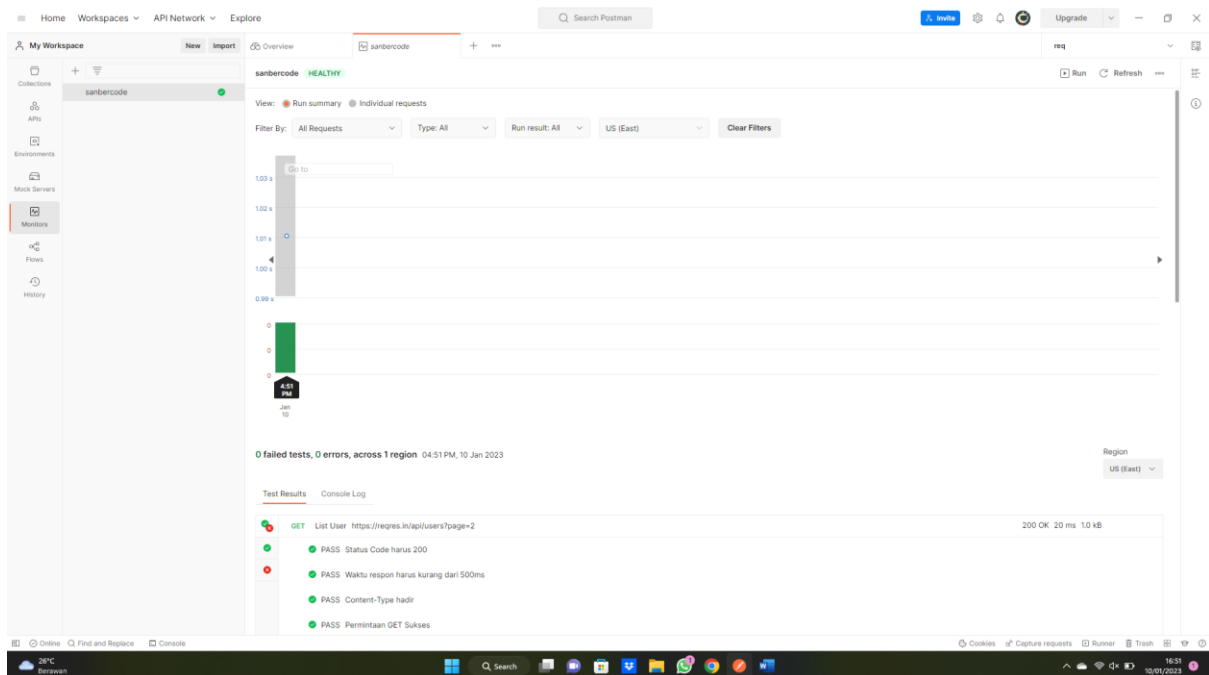 Home Workspaces API Network Explore Search Postman Invite Upgrade
My Workspace New Import Overview sanbercode req
Collections
APIs
Environments
Mock Servers
Monitors
Flows
History
sanbercode
sanbercode HEALTHY Run Refresh
View: Run summary Individual requests
Filter By: All Requests Type: All Run result: All US (East) Clear Filters
Go to
1.03 s
1.02 s
1.01 s
1.00 s
0.99 s
0
0
0
4:51
PM
Jan
10
0 failed tests, 0 errors, across 1 region 04:51 PM, 10 Jan 2023
Region
US (East)
Test Results Console Log
GET List User https://reqres.in/api/users?page=2 200 OK 20 ms 1.0 kB
PASS Status Code harus 200
PASS Waktu respon harus kurang dari 500ms
PASS Content-Type hadir
PASS Permintaan GET Sukses
Online Find and Replace Console Cookies Capture requests Runner Trash
26°C
Berawan
Search
16:51
10/01/2023